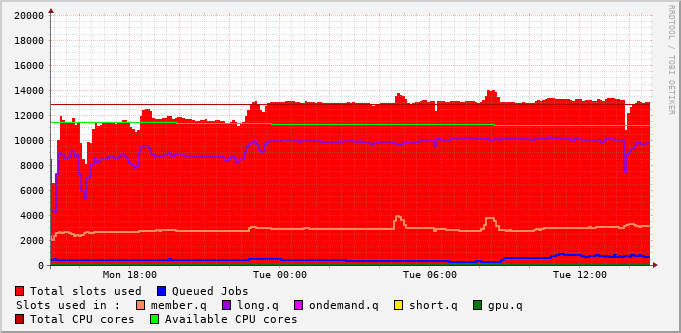 20000
18000
16000
14000
12000
10000
8000
6000
4000
2000
0
Mon 18:00 Tue 00:00 Tue 06:00 Tue 12:00
RRDTOOL / TOBI OETIKER
Total slots used Queued Jobs
Slots used in : member.q long.q ondemand.q short.q gpu.q
Total CPU cores Available CPU cores